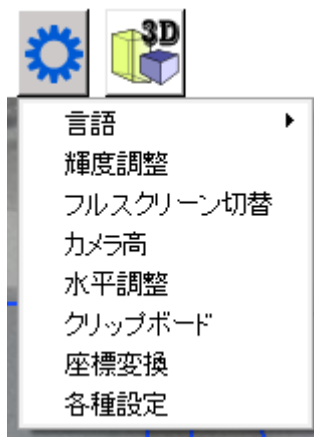 3D
言語
輝度調整
フルスクリーン切替
カメラ高
水平調整
クリップボード
座標変換
各種設定